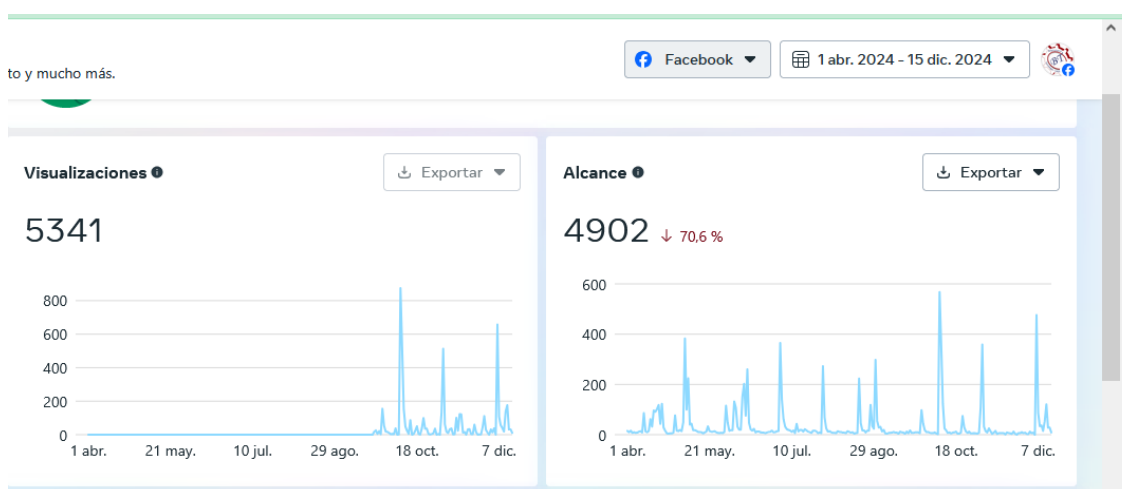 Facebook
1 abr. 2024 - 15 dic. 2024
to y mucho más.
Visualizaciones
Exportar
5341
800
600
400
200
0
1 abr.
21 may.
10 jul.
29 ago.
18 oct.
7 dic.
Alcance
Exportar
4902 ↓ 70,6 %
600
400
200
0
1 abr.
21 may.
10 jul.
29 ago.
18 oct.
7 dic.